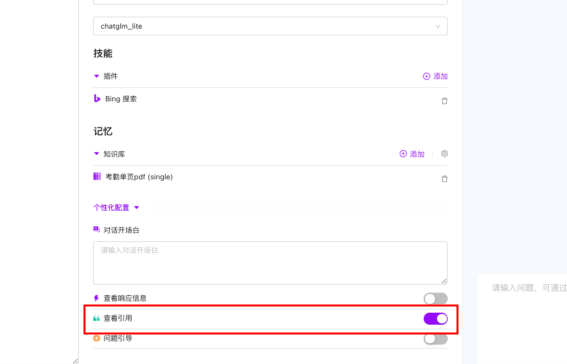 chatglm_lite
技能
插件
添加
Bing 搜索
记忆
知识库
添加
考勤单页pdf (single)
个性化配置
对话开场白
请输入对话开场白
查看响应信息
请输入问题，可通过
查看引用
问题引导